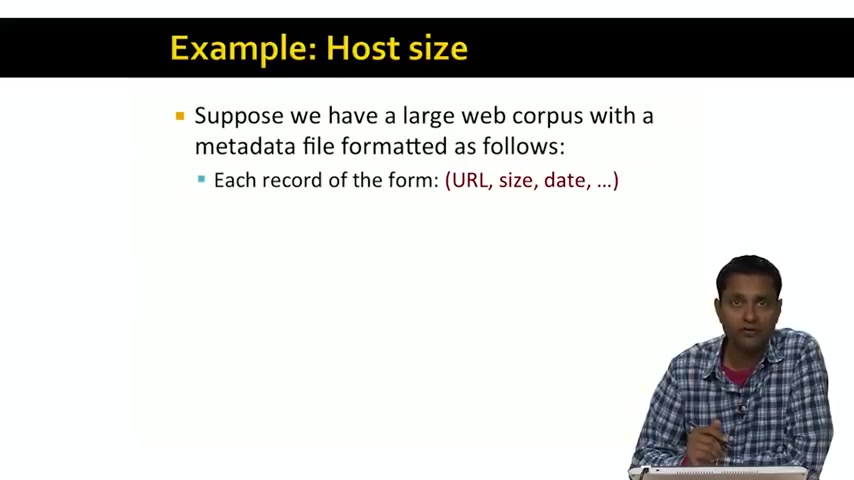 Example: Host size
Suppose we have a large web corpus with a
metadata file formatted as follows:
Each record of the form: (URL, size, date, ...)